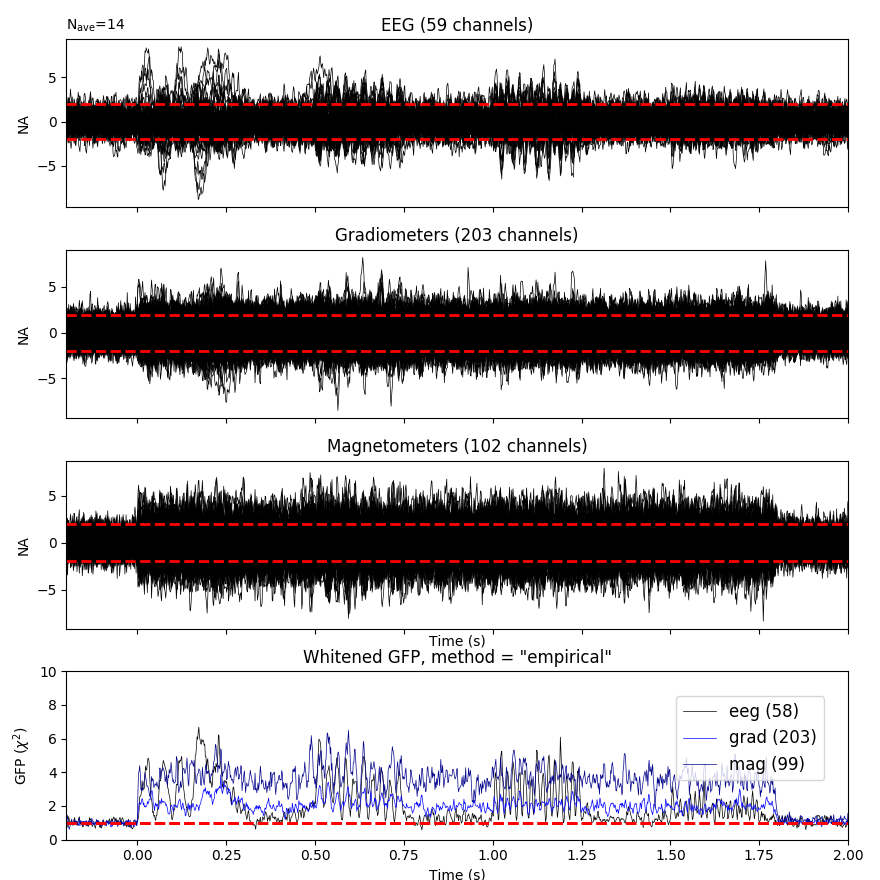 Nave=14
EEG (59 channels)
5
0
−5
NA
Gradiometers (203 channels)
5
0
−5
NA
Magnetometers (102 channels)
5
0
−5
NA
Time (s)
Whitened GFP, method = "empirical"
10
8
6
4
2
0
GFP (χ²)
eeg (58)
grad (203)
mag (99)
0.00 0.25 0.50 0.75 1.00 1.25 1.50 1.75 2.00
Time (s)